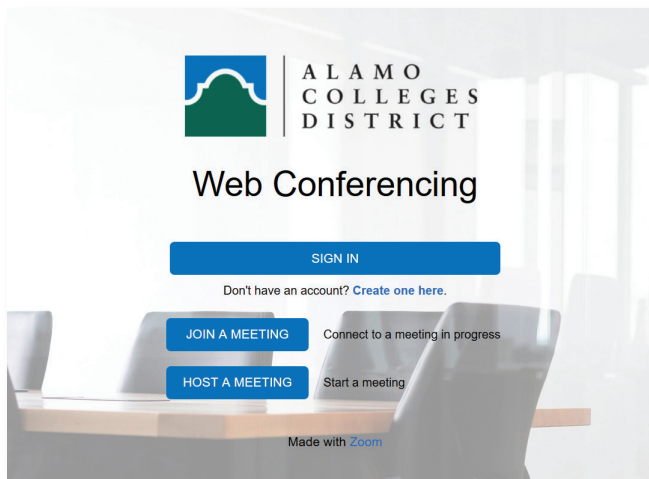 ALAMO
COLLEGES
DISTRICT
Web Conferencing
SIGN IN
Don't have an account? Create one here.
JOIN A MEETING Connect to a meeting in progress
HOST A MEETING Start a meeting
Made with Zoom